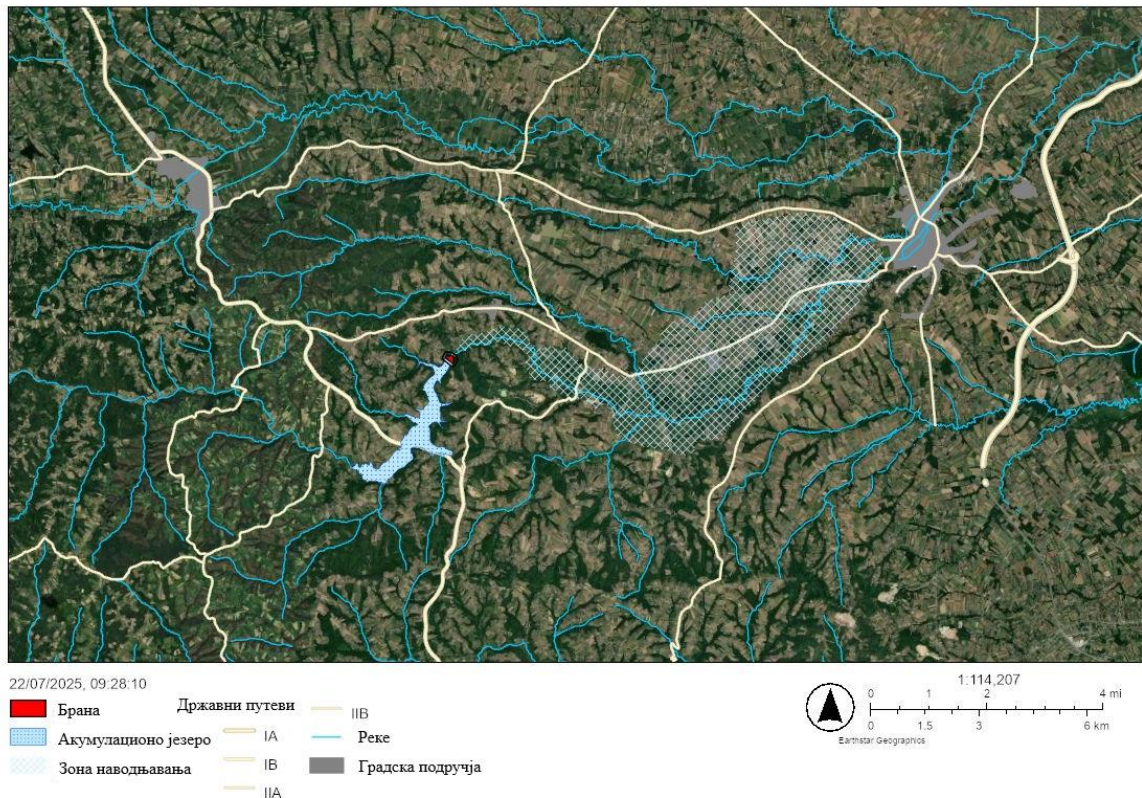 22/07/2025, 09:28:10
Брана
Акумулационо језеро
Зона наводњавања
Државни путеви
IA
IB
IIA
IIB
Реке
Градска подручја
1:114,207
0 1 2 4 mi
0 1.5 3 6 km
Earthstar Geographics